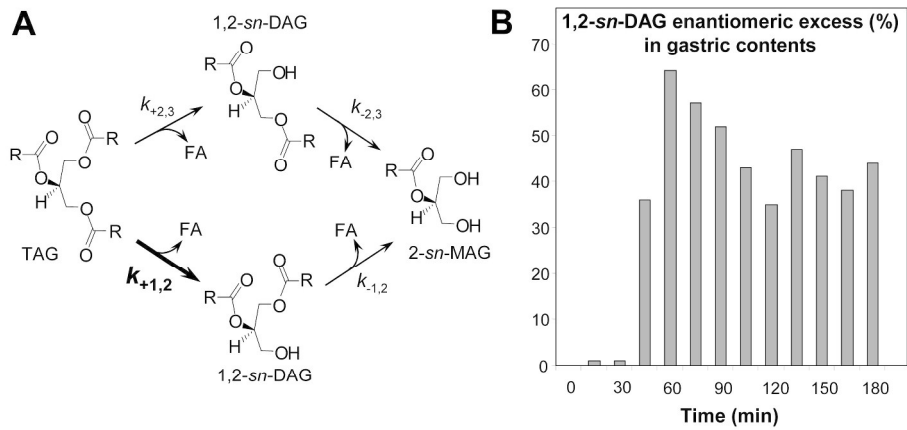 A
1,2-sn-DAG
R
O
OH
O
H
O
R
O
k+2,3
FA
k-2,3
FA
O
R
O
O
R
O
H
O
R
O
TAG
O
R
O
OH
H
OH
2-sn-MAG
FA
k+1,2
FA
k-1,2
O
R
O
O
R
O
H
OH
1,2-sn-DAG
B
1,2-sn-DAG enantiomeric excess (%)
in gastric contents
70
60
50
40
30
20
10
0
0 30 60 90 120 150 180
Time (min)